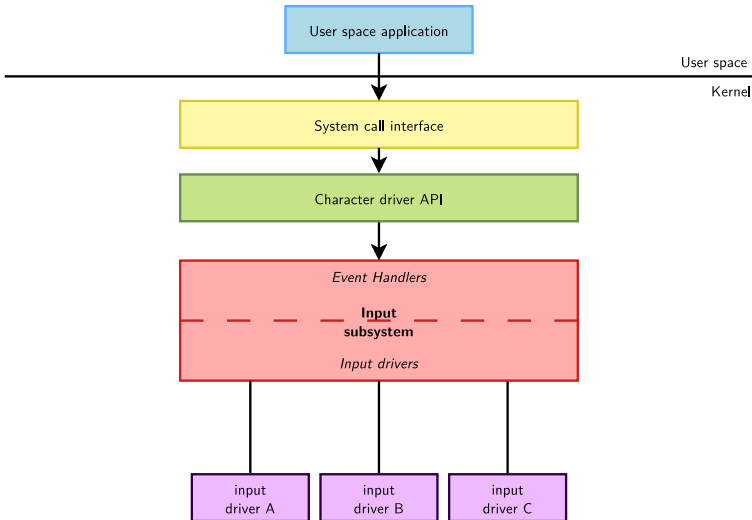 User space application
User space
Kernel
System call interface
Character driver API
Event Handlers
Input
subsystem
Input drivers
input
driver A
input
driver B
input
driver C